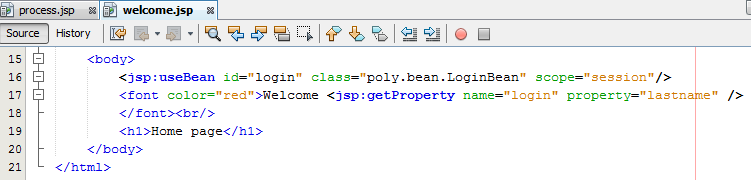 process.jsp welcome.jsp
Source History
15 <body>
16 <jsp:useBean id="login" class="poly.bean.LoginBean" scope="session"/>
17 <font color="red">Welcome <jsp:getProperty name="login" property="lastname" />
18 </font><br/>
19 <h1>Home page</h1>
20 </body>
21 </html>